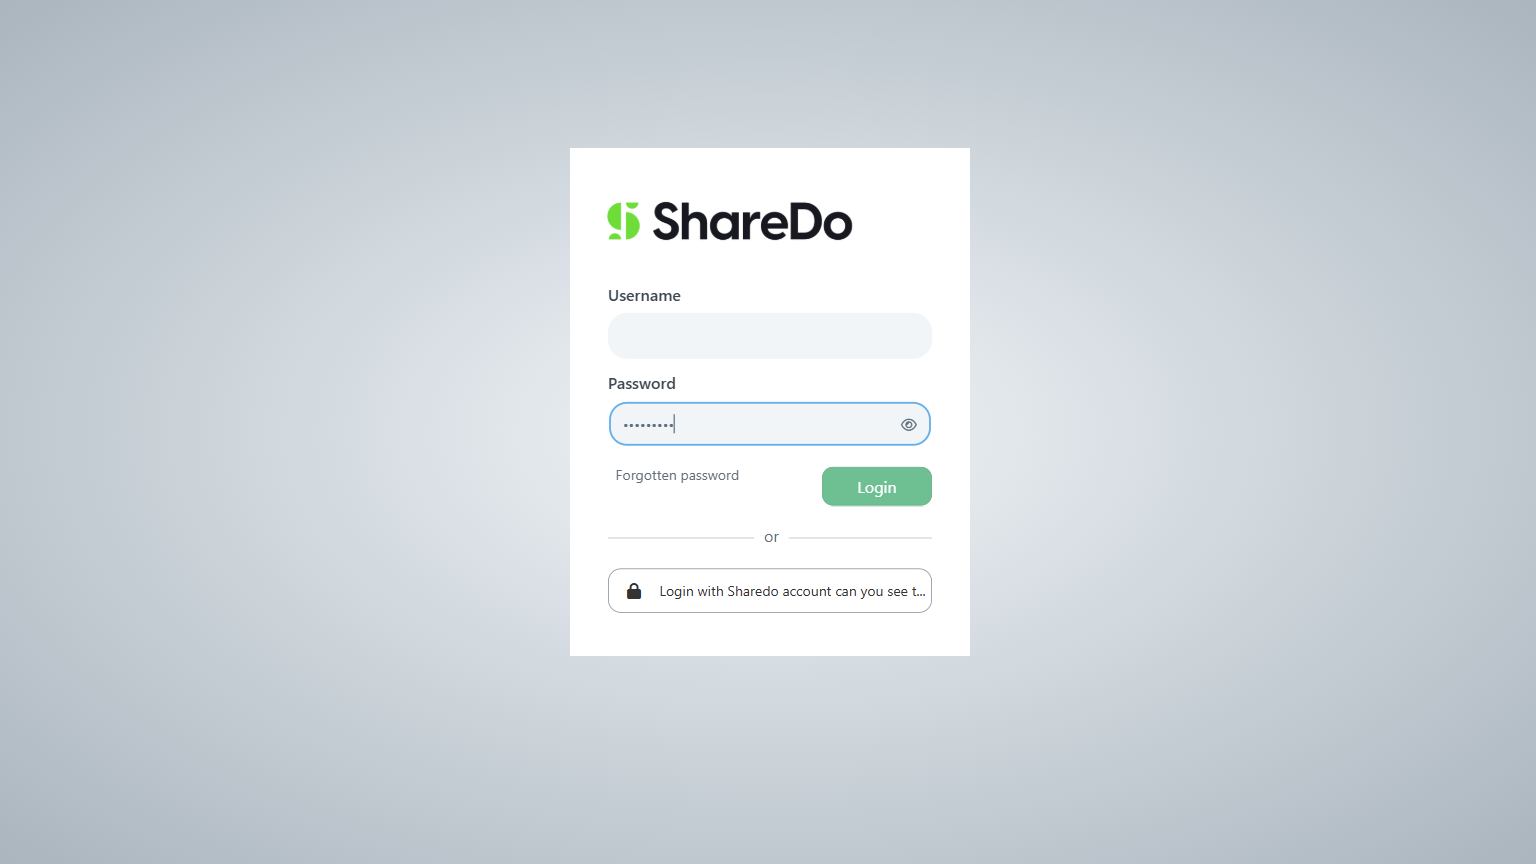 ShareDo
Username
Password
•••••••••
Forgotten password
Login
or
Login with Sharedo account can you see t...